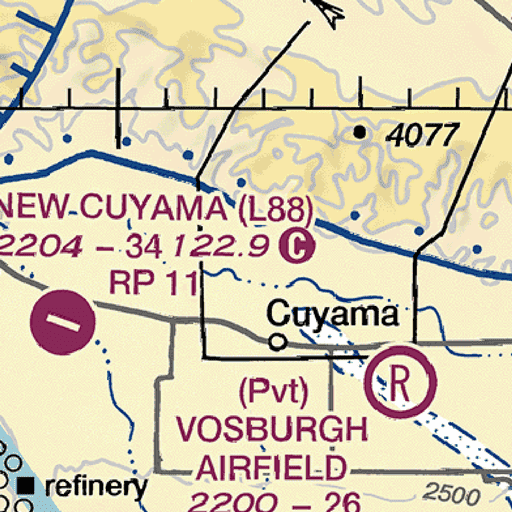 4077
NEW CUYAMA (L88)
2204 - 34 122.9 C
RP 11
Cuyama
R
(Pvt)
VOSBURGH
AIRFIELD
2200 - 26
refinery
2500